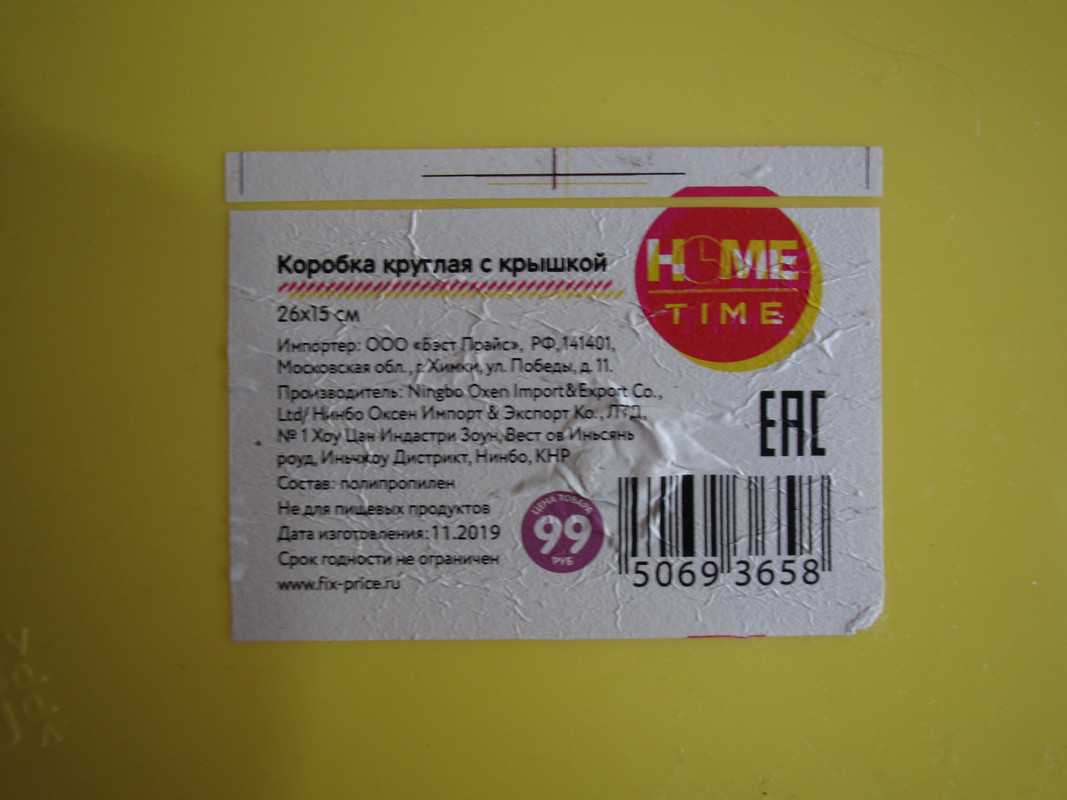 HOME
TIME
Коробка круглая с крышкой
26x15 см
Импортер: ООО «Бэст Прайс», РФ,141401,
Московская обл., г. Химки, ул. Победы, д. 11.
Производитель: Ningbo Oxen Import&Export Co.,
Ltd/ Нинбо Оксен Импорт & Экспорт Ко., ЛТД,
№ 1 Хоу Цан Индастри Зоун, Вест ов Иньсянь
роуд, Иньчжоу Дистрикт, Нинбо, КНР
Состав: полипропилен
Не для пищевых продуктов
Дата изготовления: 11.2019
Срок годности не ограничен
www.fix-price.ru
ЦЕНА ТОВАРА
99
РУБ
EAC
5069 3658